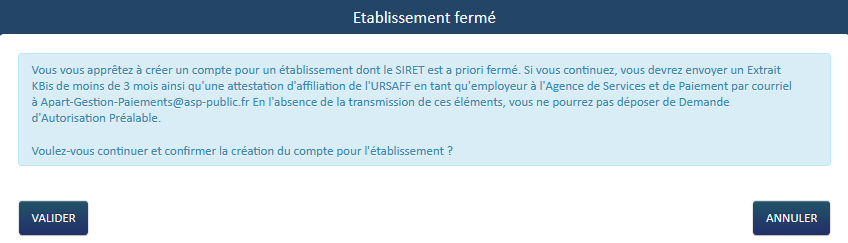 Etablissement fermé
Vous vous apprêtez à créer un compte pour un établissement dont le SIRET est a priori fermé. Si vous continuez, vous devrez envoyer un Extrait
KBis de moins de 3 mois ainsi qu'une attestation d'affiliation de l'URSAFF en tant qu'employeur à l'Agence de Services et de Paiement par courriel
à Apart-Gestion-Paiements@asp-public.fr En l'absence de la transmission de ces éléments, vous ne pourrez pas déposer de Demande
d'Autorisation Préalable.
Voulez-vous continuer et confirmer la création du compte pour l'établissement ?
VALIDER
ANNULER